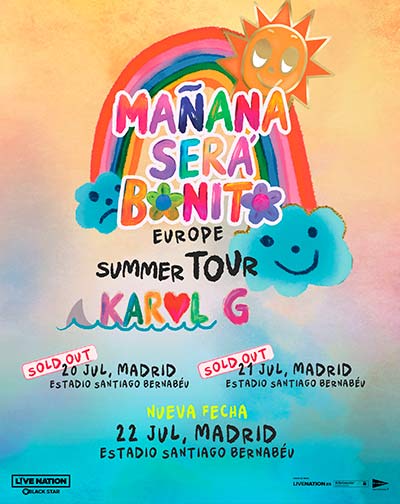 MAÑANA
SERÁ
BONITO
EUROPE
SUMMER TOUR
KAROL G
SOLD OUT
20 JUL, MADRID
ESTADIO SANTIAGO BERNABÉU
SOLD OUT
21 JUL, MADRID
ESTADIO SANTIAGO BERNABÉU
NUEVA FECHA
22 JUL, MADRID
ESTADIO SANTIAGO BERNABÉU
LIVE NATION
BLACK STAR
LIVENATION.ES